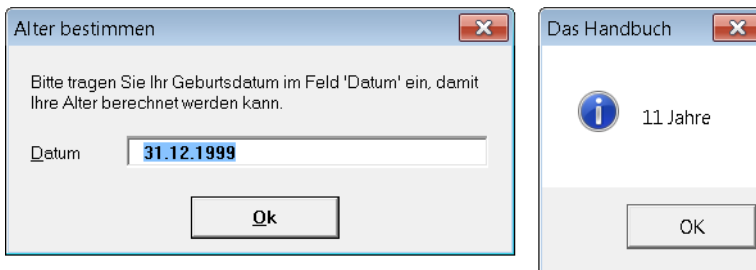 Alter bestimmen
Bitte tragen Sie Ihr Geburtsdatum im Feld 'Datum' ein, damit
Ihre Alter berechnet werden kann.
Datum
31.12.1999
Ok
Das Handbuch
11 Jahre
OK